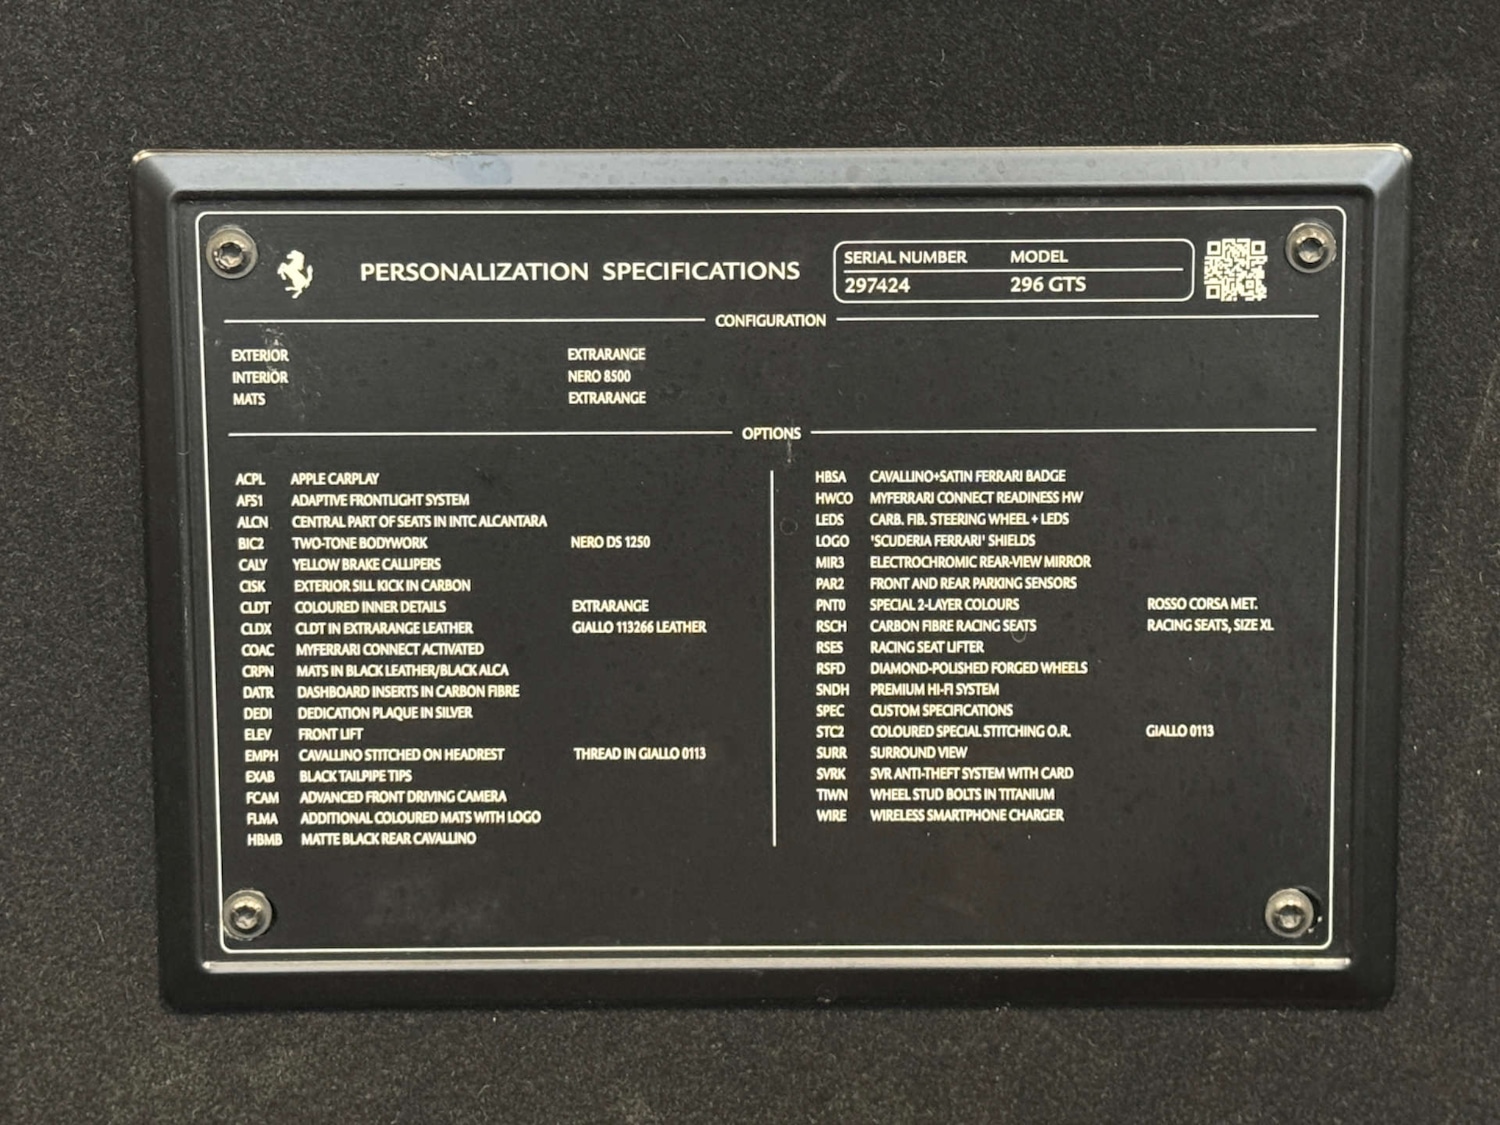 PERSONALIZATION SPECIFICATIONS
SERIAL NUMBER MODEL
297424 296 GTS
CONFIGURATION
EXTERIOR EXTRARANGE
INTERIOR NERO 8500
MATS EXTRARANGE
OPTIONS
ACPL APPLE CARPLAY
AFS1 ADAPTIVE FRONTLIGHT SYSTEM
ALCN CENTRAL PART OF SEATS IN INTC ALCANTARA
BIC2 TWO-TONE BODYWORK NERO DS 1250
CALY YELLOW BRAKE CALLIPERS
CISK EXTERIOR SILL KICK IN CARBON
CLDT COLOURED INNER DETAILS EXTRARANGE
CLDX CLDT IN EXTRARANGE LEATHER GIALLO 113266 LEATHER
COAC MYFERRARI CONNECT ACTIVATED
CRPN MATS IN BLACK LEATHER/BLACK ALCA
DATR DASHBOARD INSERTS IN CARBON FIBRE
DEDI DEDICATION PLAQUE IN SILVER
ELEV FRONT LIFT
EMPH CAVALLINO STITCHED ON HEADREST THREAD IN GIALLO 0113
EXAB BLACK TAILPIPE TIPS
FCAM ADVANCED FRONT DRIVING CAMERA
FLMA ADDITIONAL COLOURED MATS WITH LOGO
HBMB MATTE BLACK REAR CAVALLINO
HBSA CAVALLINO+SATIN FERRARI BADGE
HWCO MYFERRARI CONNECT READINESS HW
LEDS CARB. FIB. STEERING WHEEL + LEDS
LOGO 'SCUDERIA FERRARI' SHIELDS
MIR3 ELECTROCHROMIC REAR-VIEW MIRROR
PAR2 FRONT AND REAR PARKING SENSORS
PNT0 SPECIAL 2-LAYER COLOURS ROSSO CORSA MET.
RSCH CARBON FIBRE RACING SEATS RACING SEATS, SIZE XL
RSES RACING SEAT LIFTER
RSFD DIAMOND-POLISHED FORGED WHEELS
SNDH PREMIUM HI-FI SYSTEM
SPEC CUSTOM SPECIFICATIONS
STC2 COLOURED SPECIAL STITCHING O.R. GIALLO 0113
SURR SURROUND VIEW
SVRK SVR ANTI-THEFT SYSTEM WITH CARD
TIWN WHEEL STUD BOLTS IN TITANIUM
WIRE WIRELESS SMARTPHONE CHARGER